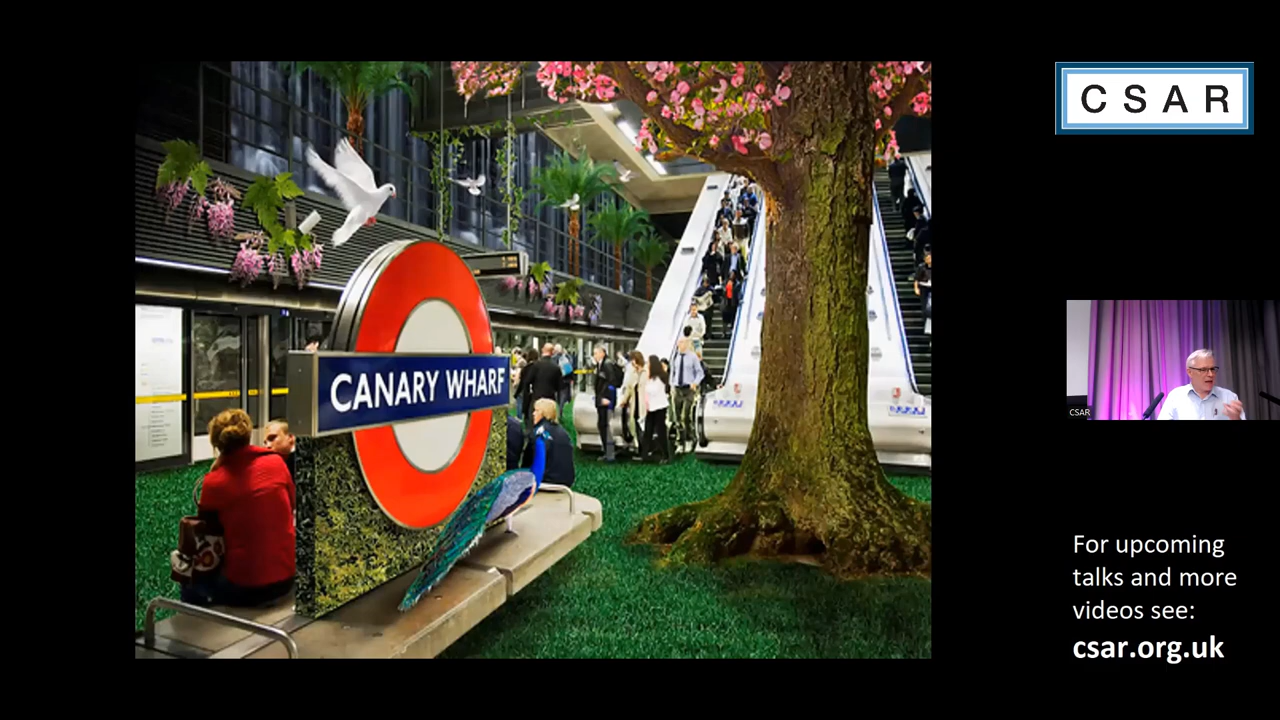 CSAR
CANARY WHARF
CSAR
For upcoming
talks and more
videos see:
csar.org.uk